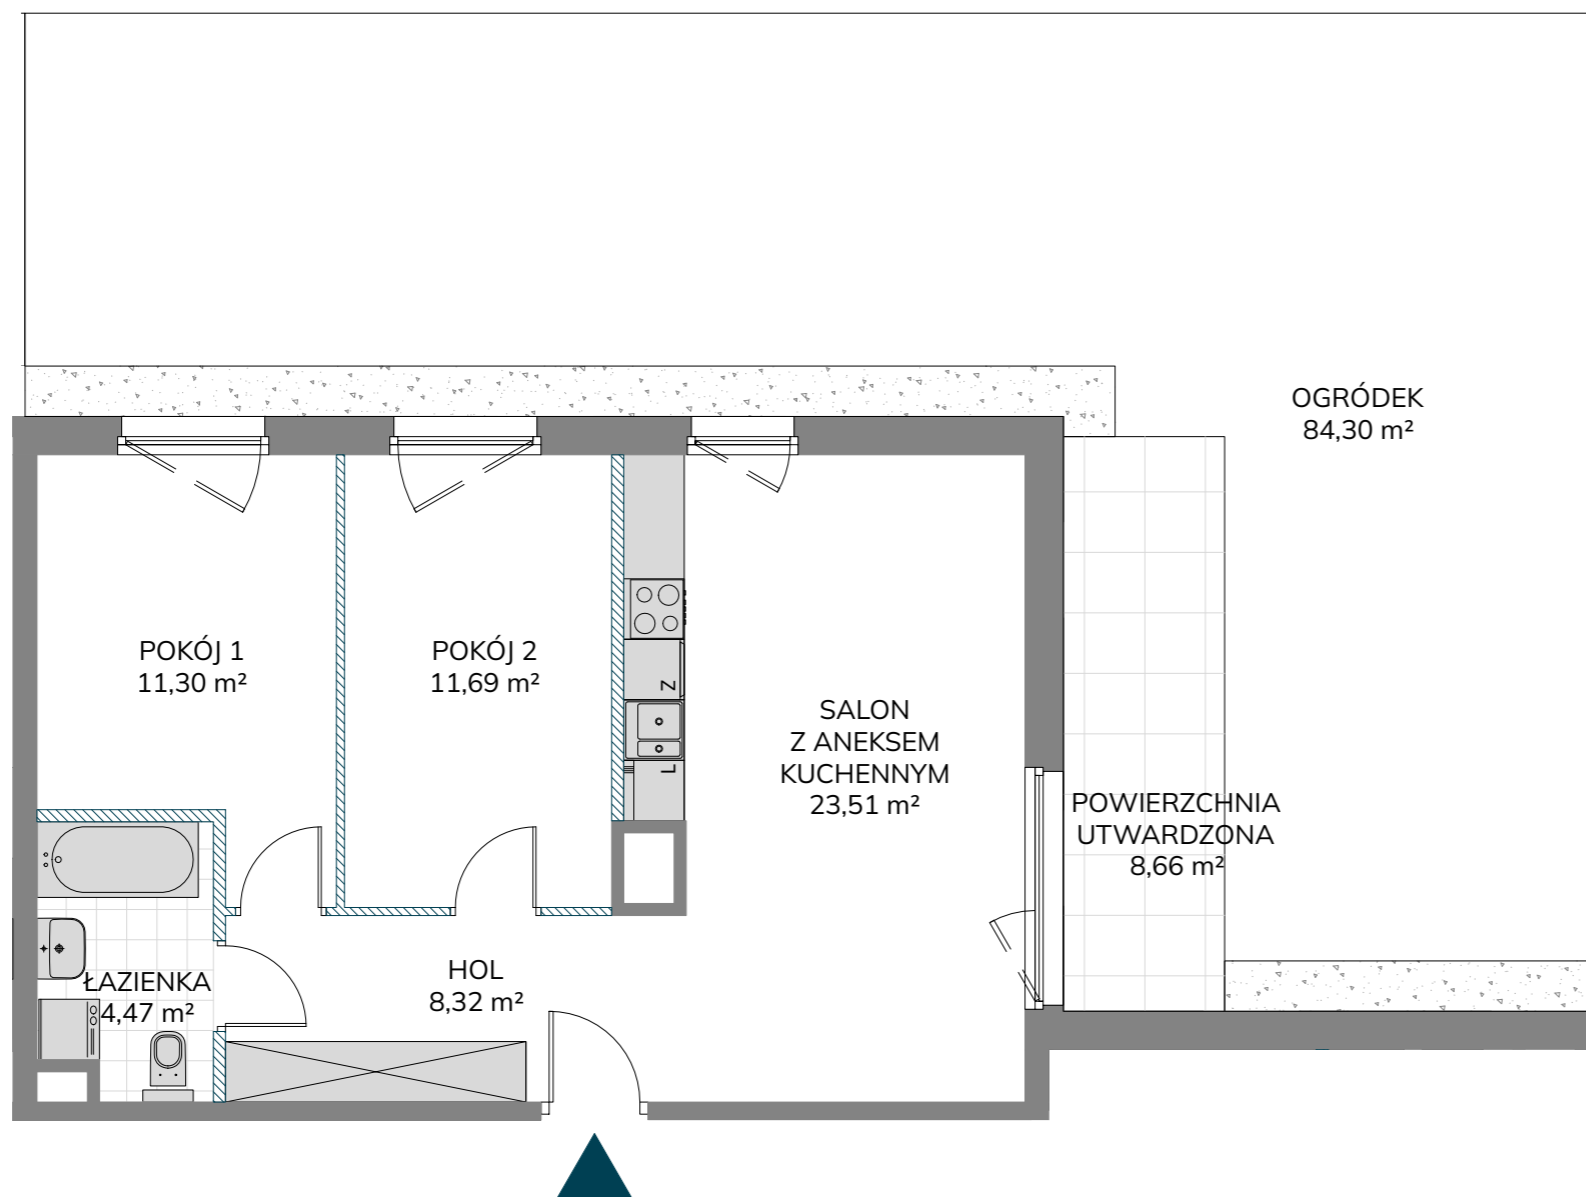 OGRÓDEK
84,30 m²
POKÓJ 1
11,30 m²
POKÓJ 2
11,69 m²
Z
L
SALON
Z ANEKSEM
KUCHENNYM
23,51 m²
POWIERZCHNIA
UTWARDZONA
8,66 m²
ŁAZIENKA
4,47 m²
HOL
8,32 m²